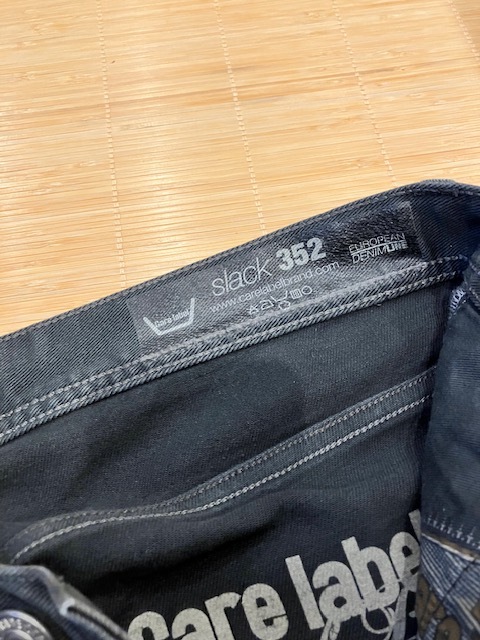 care label
slack 352
www.carelabelbrand.com
EUROPEAN
DENIMLINE
Care label